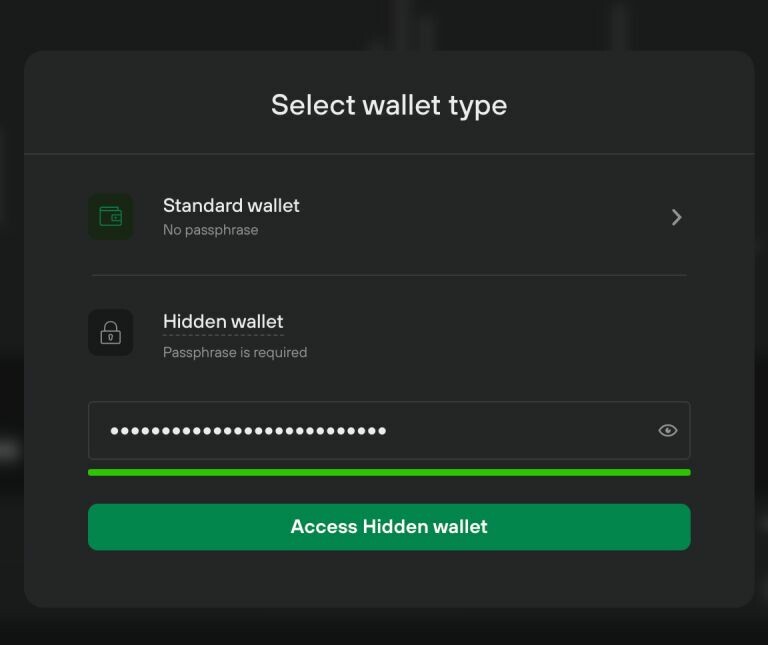 Select wallet type
Standard wallet
No passphrase
Hidden wallet
Passphrase is required
Access Hidden wallet